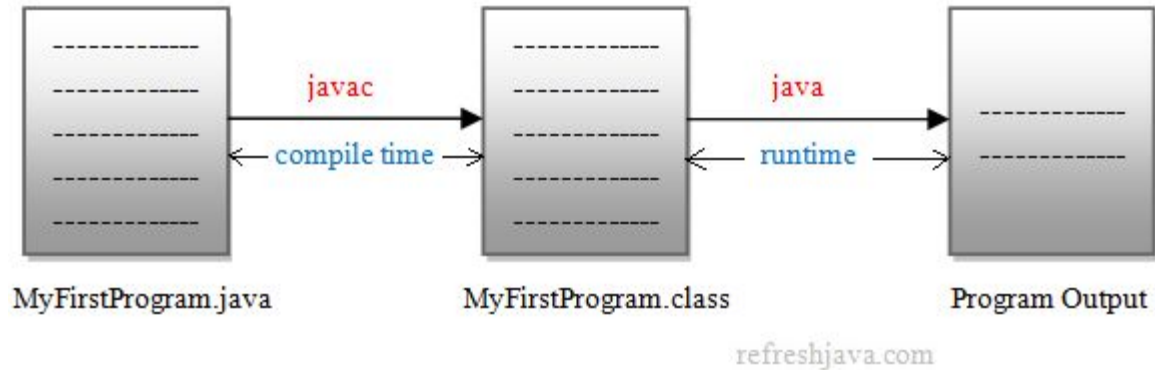 javac
java
compile time
runtime
MyFirstProgram.java
MyFirstProgram.class
Program Output
refreshjava.com